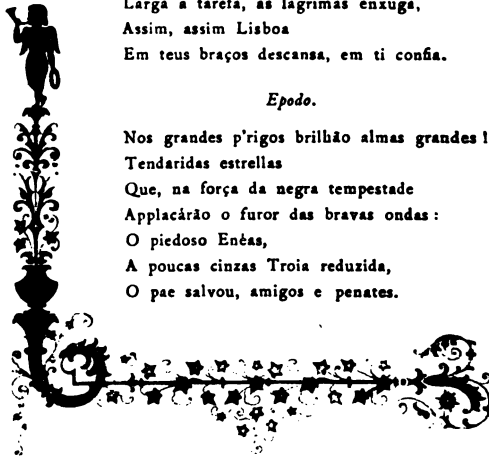 Larga a tarefa, as lagrimas enxuga,
Assim, assim Lisboa
Em teus braços descansa, em ti confia.
Epodo.
Nos grandes p'rigos brilhão almas grandes!
Tendaridas estrellas
Que, na força da negra tempestade
Applacárão o furor das bravas ondas:
O piedoso Enéas,
A poucas cinzas Troia reduzida,
O pae salvou, amigos e penates.